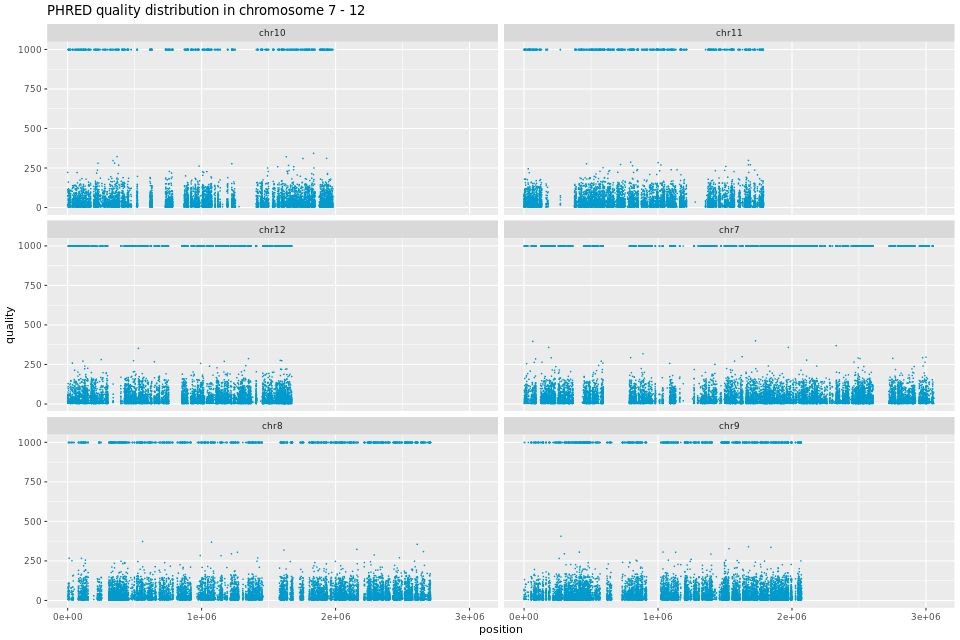 PHRED quality distribution in chromosome 7 - 12
chr10
chr11
1000
750
500
250
0
chr12
chr7
1000
750
500
250
0
quality
chr8
chr9
1000
750
500
250
0
0e+00
1e+06
2e+06
3e+06
0e+00
1e+06
2e+06
3e+06
position